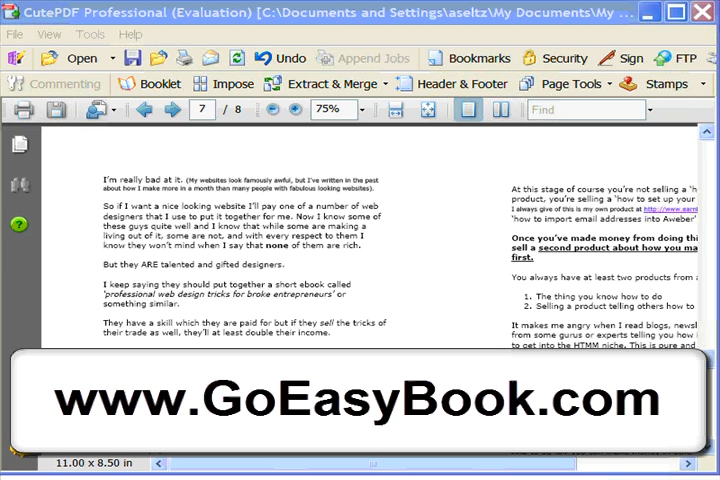 CutePDF Professional (Evaluation) [C:\Documents and Settings\aseltz\My Documents\My ...
File View Tools Help
Open Undo Append Jobs Bookmarks Security Sign FTP
Commenting Booklet Impose Extract & Merge Header & Footer Page Tools Stamps
7 / 8 75% Find
I'm really bad at it. (My websites look famously awful, but I've written in the past
about how I make more in a month than many people with fabulous looking websites).
So if I want a nice looking website I'll pay one of a number of web
designers that I use to put it together for me. Now I know some of
these guys quite well and I know that while some are making a
living out of it, some are not, and with every respect to them I
know they won't mind when I say that none of them are rich.
But they ARE talented and gifted designers.
I keep saying they should put together a short ebook called
'professional web design tricks for broke entrepreneurs' or
something similar.
They have a skill which they are paid for but if they sell the tricks of
their trade as well, they'll at least double their income.
At this stage of course you're not selling a 'h
product, you're selling a 'how to set up your
I always give of this is my own product at http://www.earn
'how to import email addresses into Aweber'
Once you've made money from doing thi
sell a second product about how you ma
first.
You always have at least two products from a
1. The thing you know how to do
2. Selling a product telling others how to
It makes me angry when I read blogs, newsl
from some gurus or experts telling you how i
to get into the HTMM niche. This is pure and
www.GoEasyBook.com
11.00 x 8.50 in